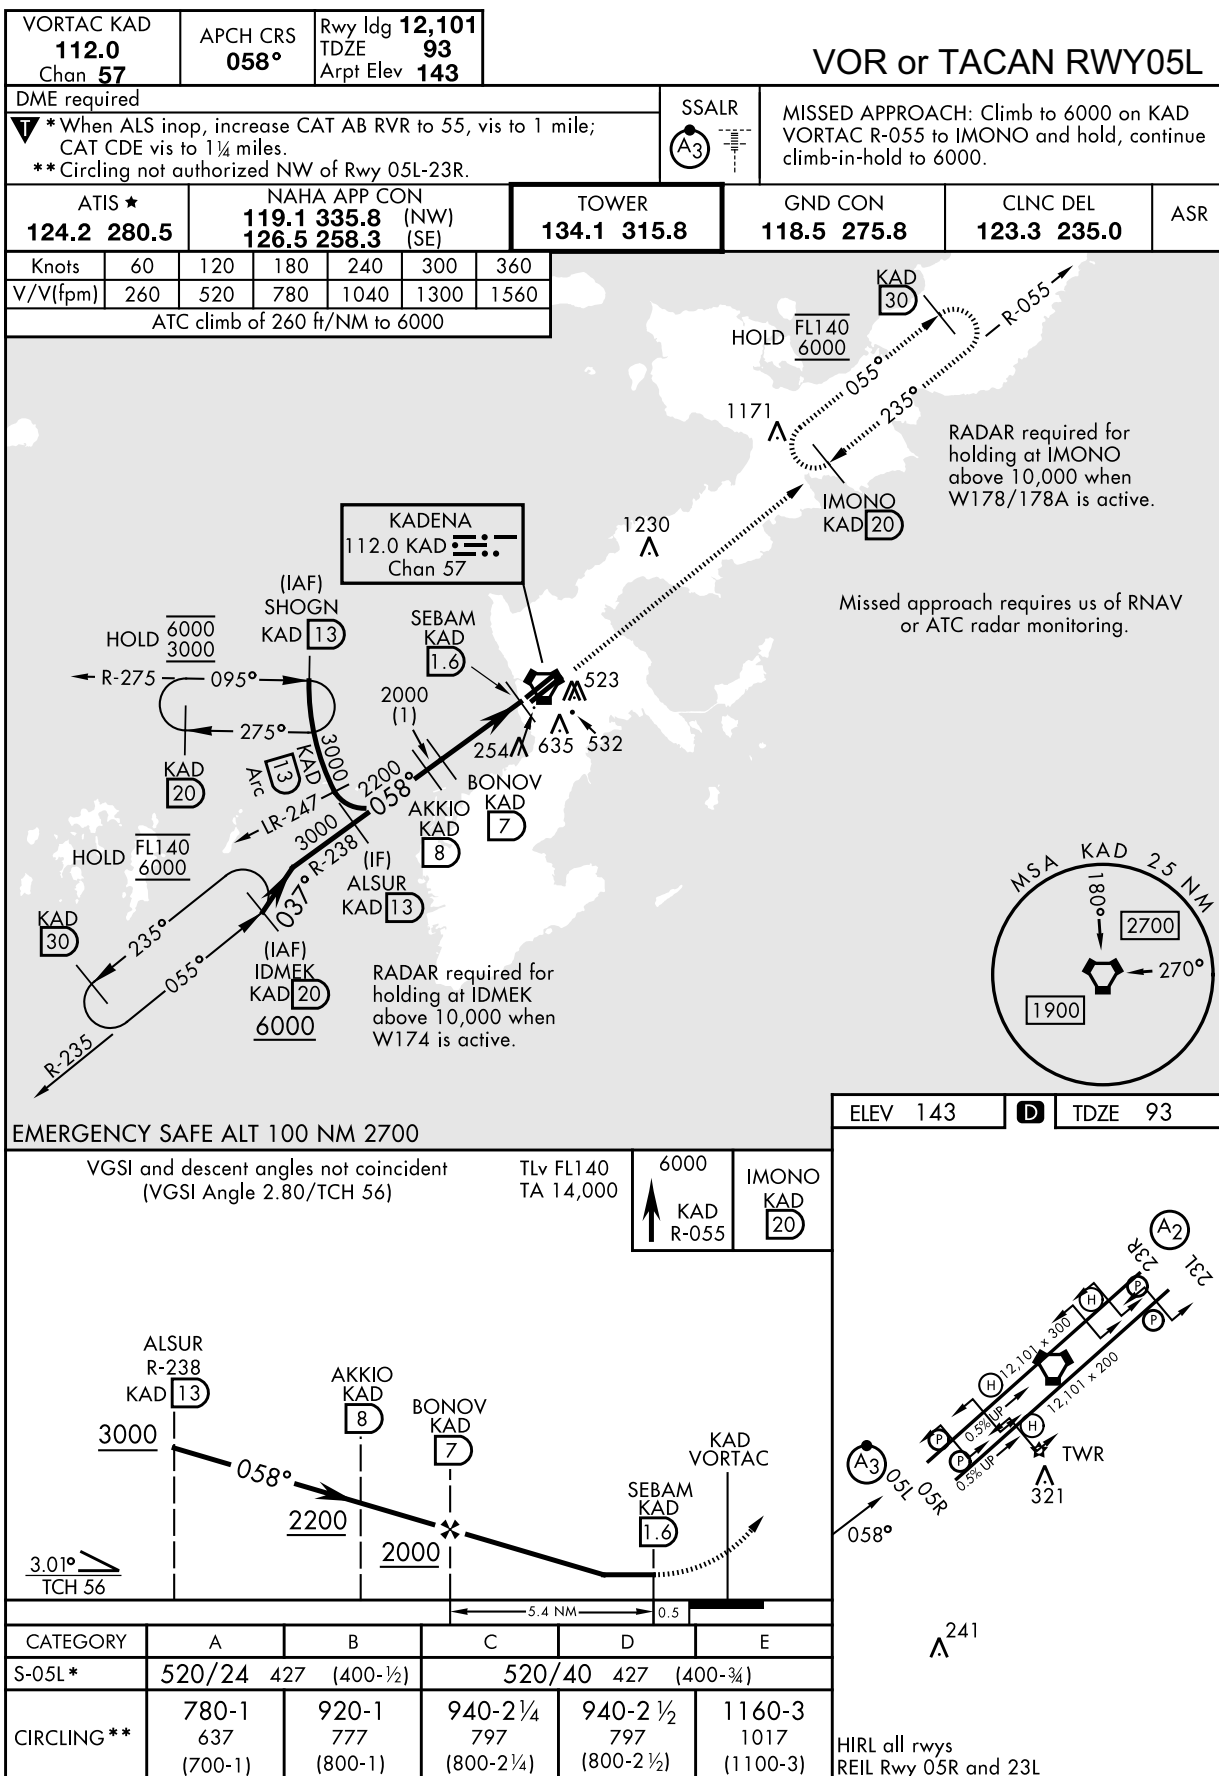 VORTAC KAD
112.0
Chan 57
APCH CRS
058°
Rwy ldg 12,101
TDZE 93
Arpt Elev 143
VOR or TACAN RWY05L
DME required
T * When ALS inop, increase CAT AB RVR to 55, vis to 1 mile;
CAT CDE vis to 1¼ miles.
** Circling not authorized NW of Rwy 05L-23R.
SSALR
A3
MISSED APPROACH: Climb to 6000 on KAD
VORTAC R-055 to IMONO and hold, continue
climb-in-hold to 6000.
ATIS ★
124.2 280.5
NAHA APP CON
119.1 335.8 (NW)
126.5 258.3 (SE)
TOWER
134.1 315.8
GND CON
118.5 275.8
CLNC DEL
123.3 235.0
ASR
Knots 60 120 180 240 300 360
V/V(fpm) 260 520 780 1040 1300 1560
ATC climb of 260 ft/NM to 6000
KAD
30
R-055
HOLD FL140
6000
055°
235°
1171
RADAR required for
holding at IMONO
above 10,000 when
W178/178A is active.
IMONO
KAD 20
KADENA
112.0 KAD
Chan 57
1230
(IAF)
SHOGN
KAD 13
HOLD 6000
3000
SEBAM
KAD
1.6
Missed approach requires us of RNAV
or ATC radar monitoring.
R-275
095°
275°
523
2000
(1)
254
635
532
KAD
20
3000
KAD
13
Arc
LR-247
2200
058°
BONOV
KAD
7
AKKIO
KAD
8
HOLD FL140
6000
3000
R-238
(IF)
ALSUR
KAD 13
037°
KAD
30
235°
055°
(IAF)
IDMEK
KAD 20
6000
RADAR required for
holding at IDMEK
above 10,000 when
W174 is active.
R-235
MSA KAD 25 NM
180°
2700
270°
1900
EMERGENCY SAFE ALT 100 NM 2700
ELEV 143
D
TDZE 93
VGSI and descent angles not coincident
(VGSI Angle 2.80/TCH 56)
TLv FL140
TA 14,000
6000
KAD
R-055
IMONO
KAD
20
ALSUR
R-238
KAD 13
AKKIO
KAD
8
BONOV
KAD
7
3000
058°
2200
2000
KAD
VORTAC
SEBAM
KAD
1.6
3.01°
TCH 56
5.4 NM
0.5
A2
23R
23L
P
H
P
12,101 x 300
H
12,101 x 200
0.5% UP
H
P
P
0.5% UP
TWR
A3
05L
05R
321
058°
241
HIRL all rwys
REIL Rwy 05R and 23L
CATEGORY A B C D E
S-05L* 520/24 427 (400-½) 520/40 427 (400-¾)
CIRCLING**
780-1
637
(700-1)
920-1
777
(800-1)
940-2¼
797
(800-2¼)
940-2½
797
(800-2½)
1160-3
1017
(1100-3)